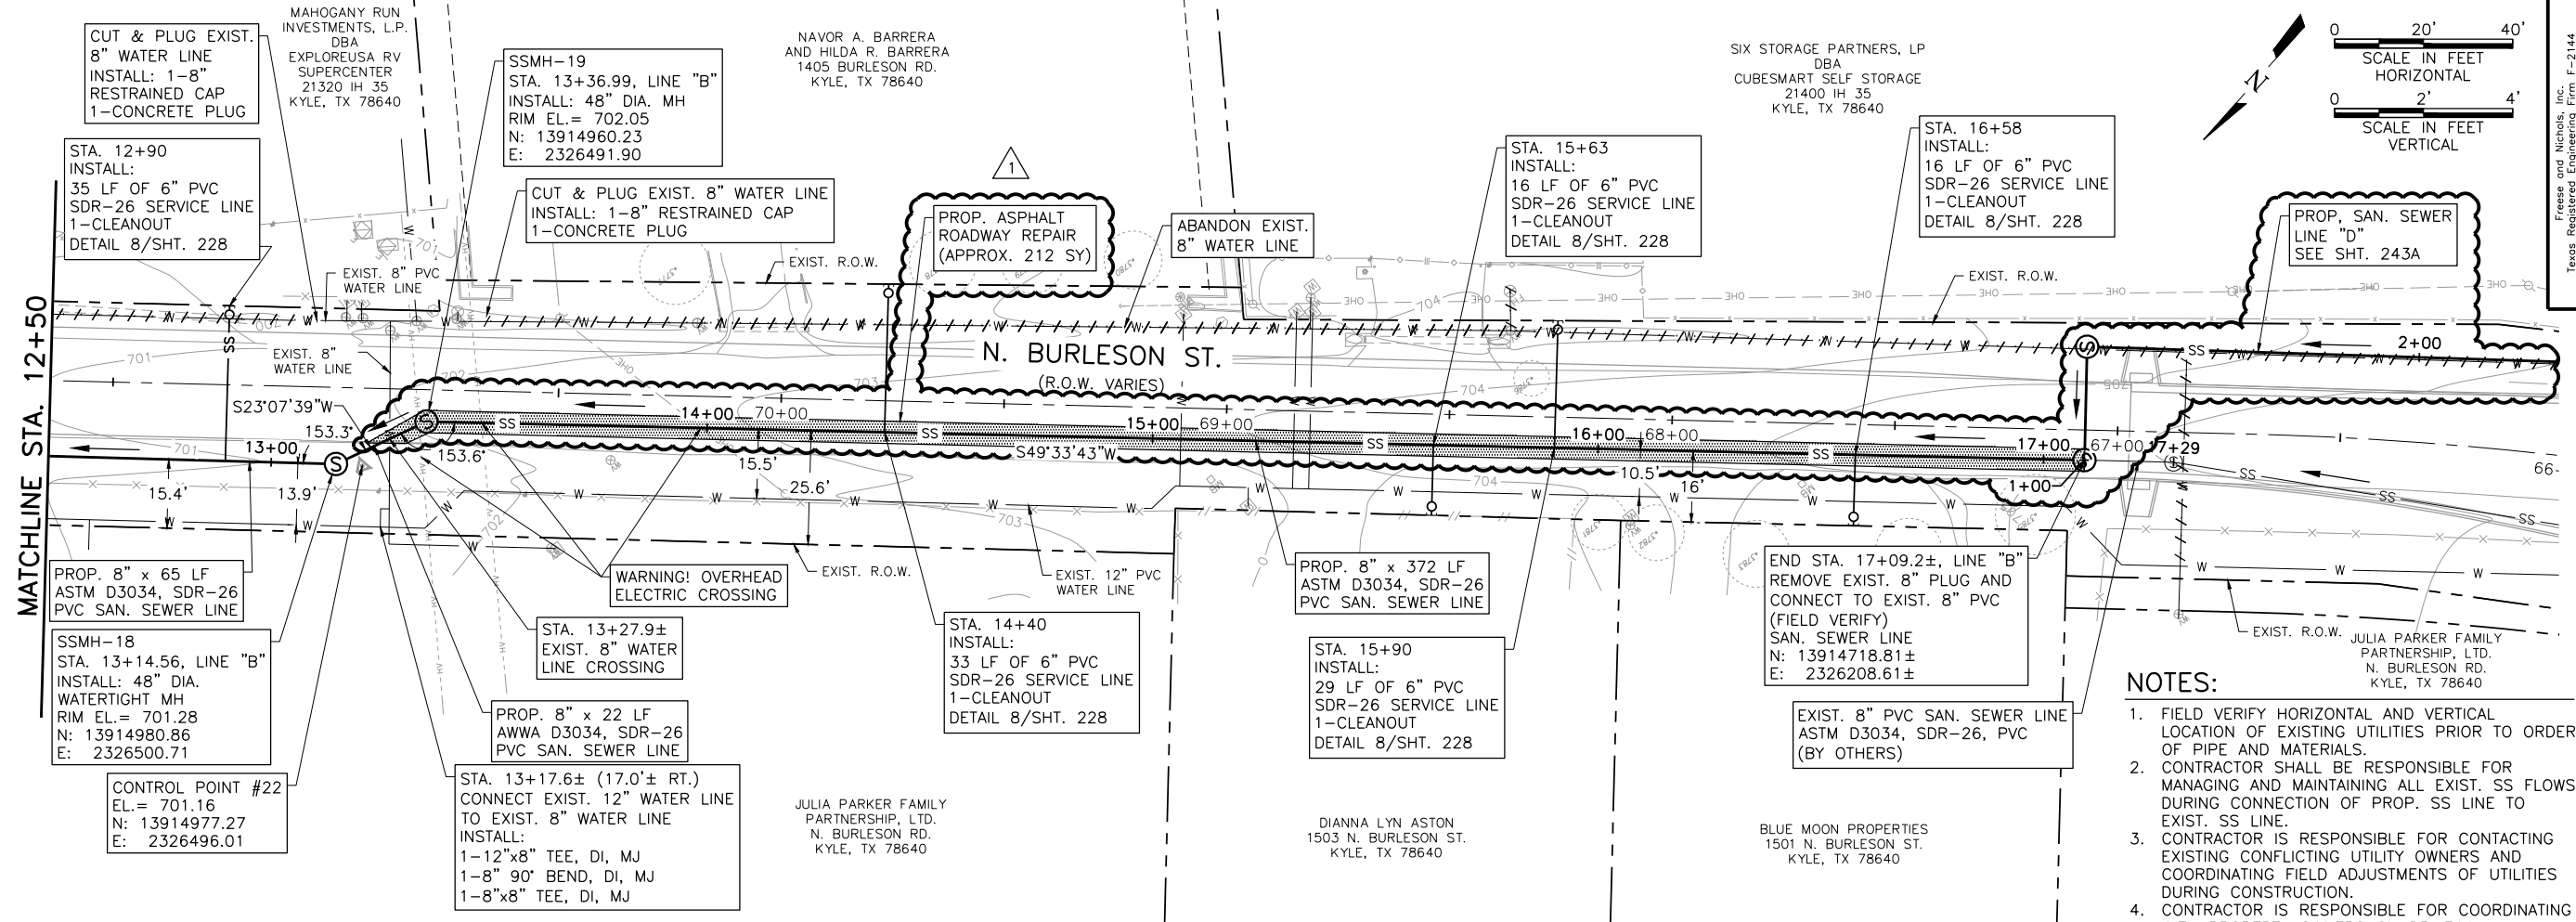 MAHOGANY RUN
INVESTMENTS, L.P.
DBA
EXPLOREUSA RV
SUPERCENTER
21320 IH 35
KYLE, TX 78640
CUT & PLUG EXIST.
8" WATER LINE
INSTALL: 1-8"
RESTRAINED CAP
1-CONCRETE PLUG
STA. 12+90
INSTALL:
35 LF OF 6" PVC
SDR-26 SERVICE LINE
1-CLEANOUT
DETAIL 8/SHT. 228
SSMH-19
STA. 13+36.99, LINE "B"
INSTALL: 48" DIA. MH
RIM EL.= 702.05
N: 13914960.23
E: 2326491.90
CUT & PLUG EXIST. 8" WATER LINE
INSTALL: 1-8" RESTRAINED CAP
1-CONCRETE PLUG
NAVOR A. BARRERA
AND HILDA R. BARRERA
1405 BURLESON RD.
KYLE, TX 78640
1
PROP. ASPHALT
ROADWAY REPAIR
(APPROX. 212 SY)
ABANDON EXIST.
8" WATER LINE
STA. 15+63
INSTALL:
16 LF OF 6" PVC
SDR-26 SERVICE LINE
1-CLEANOUT
DETAIL 8/SHT. 228
SIX STORAGE PARTNERS, LP
DBA
CUBESMART SELF STORAGE
21400 IH 35
KYLE, TX 78640
STA. 16+58
INSTALL:
16 LF OF 6" PVC
SDR-26 SERVICE LINE
1-CLEANOUT
DETAIL 8/SHT. 228
N
0 20' 40'
SCALE IN FEET
HORIZONTAL
0 2' 4'
SCALE IN FEET
VERTICAL
Freese and Nichols, Inc.
Texas Registered Engineering Firm F-2144
PROP, SAN. SEWER
LINE "D"
SEE SHT. 243A
EXIST. R.O.W.
EXIST. R.O.W.
EXIST. 8" PVC
WATER LINE
EXIST. 8"
WATER LINE
MATCHLINE STA. 12+50
N. BURLESON ST.
(R.O.W. VARIES)
S23°07'39"W
153.3°
153.6°
S49°33'43"W
13+00
14+00
70+00
15+00
69+00
16+00
68+00
17+00
67+00
17+29
1+00
2+00
66-
15.4'
13.9'
15.5'
25.6'
10.5'
16'
701
701
702
702
703
703
704
704
704
705
PROP. 8" x 65 LF
ASTM D3034, SDR-26
PVC SAN. SEWER LINE
SSMH-18
STA. 13+14.56, LINE "B"
INSTALL: 48" DIA.
WATERTIGHT MH
RIM EL.= 701.28
N: 13914980.86
E: 2326500.71
CONTROL POINT #22
EL.= 701.16
N: 13914977.27
E: 2326496.01
WARNING! OVERHEAD
ELECTRIC CROSSING
STA. 13+27.9±
EXIST. 8" WATER
LINE CROSSING
PROP. 8" x 22 LF
AWWA D3034, SDR-26
PVC SAN. SEWER LINE
STA. 13+17.6± (17.0'± RT.)
CONNECT EXIST. 12" WATER LINE
TO EXIST. 8" WATER LINE
INSTALL:
1-12"x8" TEE, DI, MJ
1-8" 90° BEND, DI, MJ
1-8"x8" TEE, DI, MJ
EXIST. R.O.W.
EXIST. 12" PVC
WATER LINE
STA. 14+40
INSTALL:
33 LF OF 6" PVC
SDR-26 SERVICE LINE
1-CLEANOUT
DETAIL 8/SHT. 228
JULIA PARKER FAMILY
PARTNERSHIP, LTD.
N. BURLESON RD.
KYLE, TX 78640
PROP. 8" x 372 LF
ASTM D3034, SDR-26
PVC SAN. SEWER LINE
STA. 15+90
INSTALL:
29 LF OF 6" PVC
SDR-26 SERVICE LINE
1-CLEANOUT
DETAIL 8/SHT. 228
DIANNA LYN ASTON
1503 N. BURLESON ST.
KYLE, TX 78640
END STA. 17+09.2±, LINE "B"
REMOVE EXIST. 8" PLUG AND
CONNECT TO EXIST. 8" PVC
(FIELD VERIFY)
SAN. SEWER LINE
N: 13914718.81±
E: 2326208.61±
EXIST. 8" PVC SAN. SEWER LINE
ASTM D3034, SDR-26, PVC
(BY OTHERS)
BLUE MOON PROPERTIES
1501 N. BURLESON ST.
KYLE, TX 78640
EXIST. R.O.W.
JULIA PARKER FAMILY
PARTNERSHIP, LTD.
N. BURLESON RD.
KYLE, TX 78640
NOTES:
1. FIELD VERIFY HORIZONTAL AND VERTICAL
LOCATION OF EXISTING UTILITIES PRIOR TO ORDER
OF PIPE AND MATERIALS.
2. CONTRACTOR SHALL BE RESPONSIBLE FOR
MANAGING AND MAINTAINING ALL EXIST. SS FLOWS
DURING CONNECTION OF PROP. SS LINE TO
EXIST. SS LINE.
3. CONTRACTOR IS RESPONSIBLE FOR CONTACTING
EXISTING CONFLICTING UTILITY OWNERS AND
COORDINATING FIELD ADJUSTMENTS OF UTILITIES
DURING CONSTRUCTION.
4. CONTRACTOR IS RESPONSIBLE FOR COORDINATING